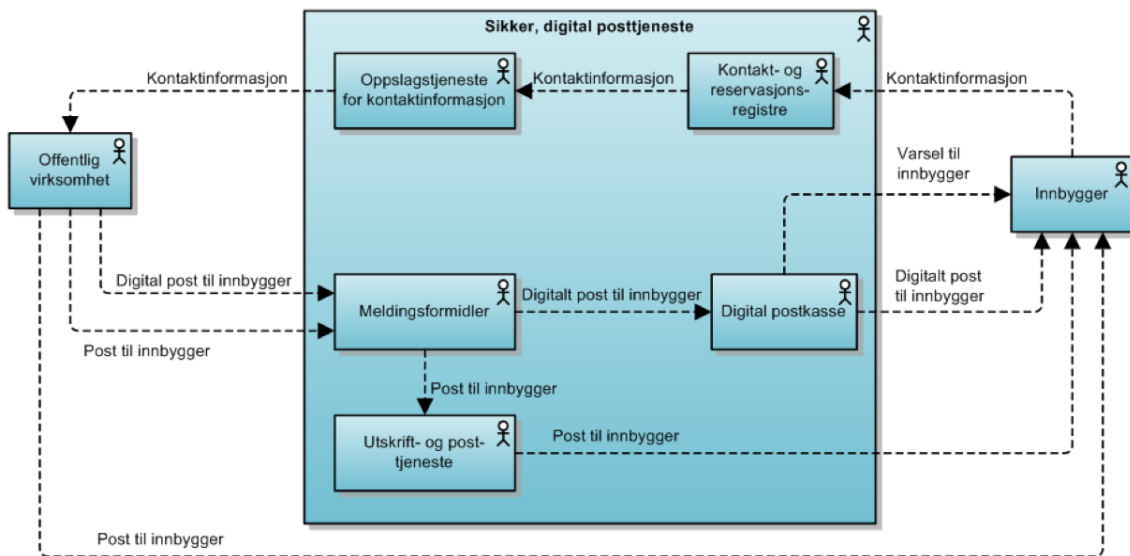 Sikker, digital posttjeneste
Kontaktinformasjon
Oppslagstjeneste
for kontaktinformasjon
Kontaktinformasjon
Kontakt- og
reservasjons-
registre
Kontaktinformasjon
Offentlig
virksomhet
Varsel til
innbygger
Innbygger
Digital post til innbygger
Meldingsformidler
Digitalt post til innbygger
Digital postkasse
Digitalt post
til innbygger
Post til innbygger
Post til innbygger
Utskrift- og post-
tjeneste
Post til innbygger
Post til innbygger